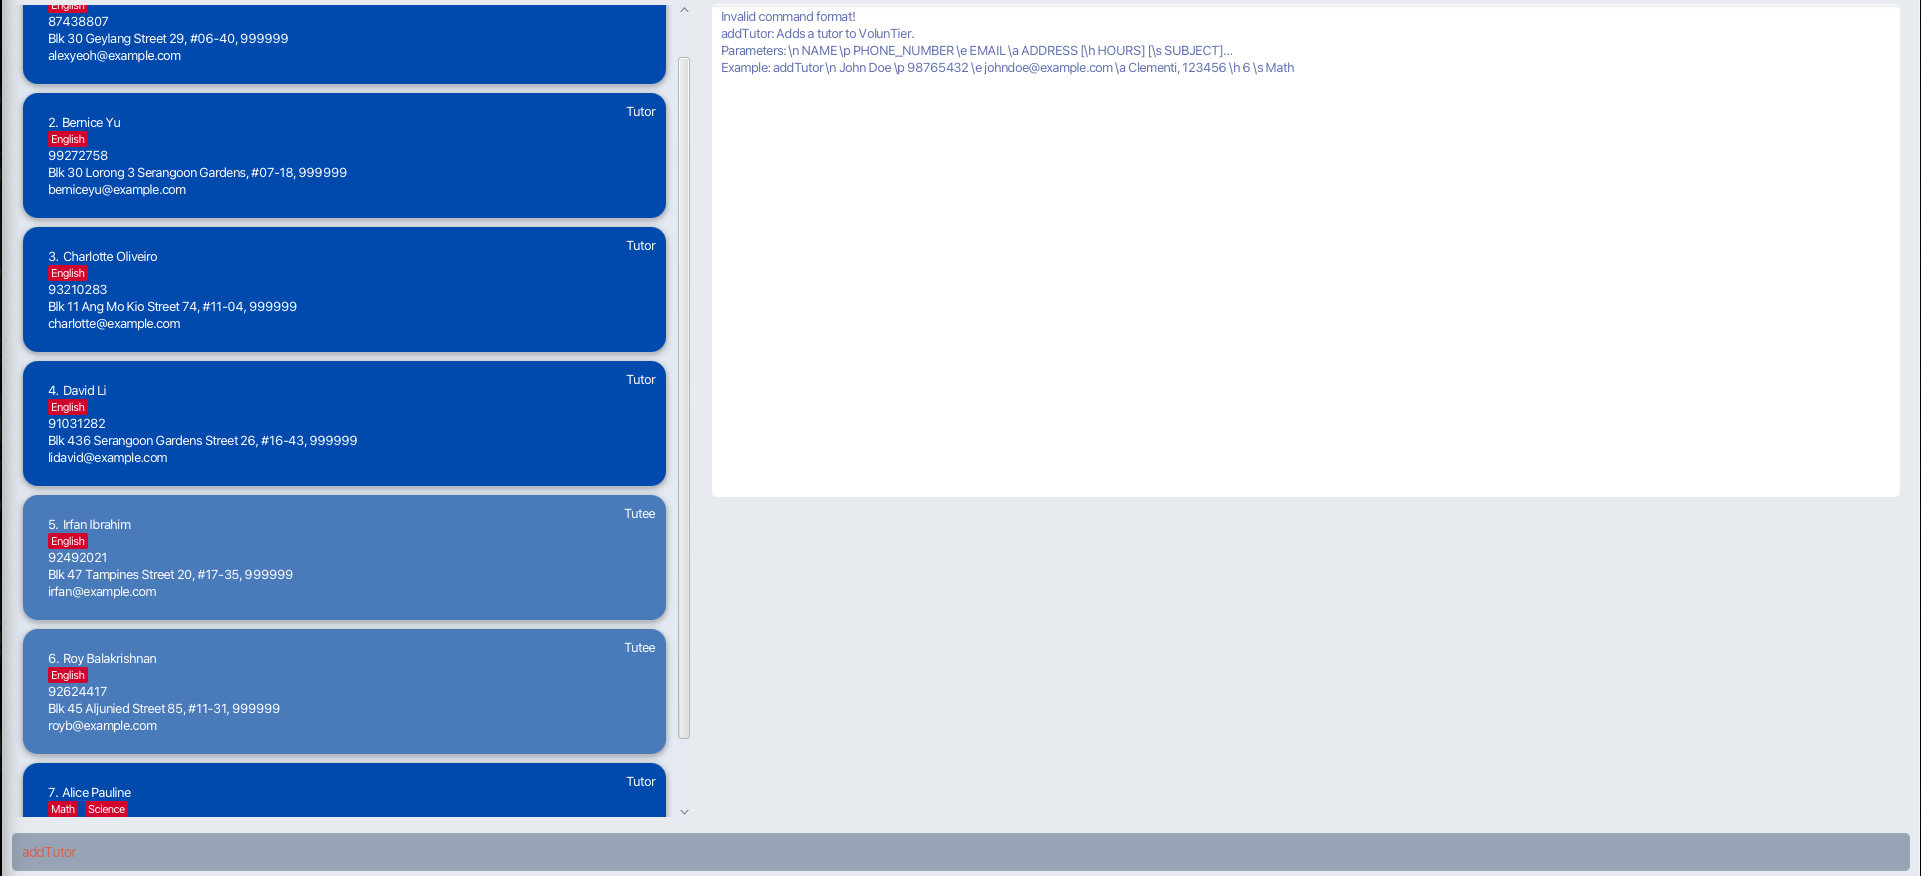 English
87438807
Blk 30 Geylang Street 29, #06-40, 999999
alexyeoh@example.com
Tutor
2. Bernice Yu
English
99272758
Blk 30 Lorong 3 Serangoon Gardens, #07-18, 999999
berniceyu@example.com
Tutor
3. Charlotte Oliveiro
English
93210283
Blk 11 Ang Mo Kio Street 74, #11-04, 999999
charlotte@example.com
Tutor
4. David Li
English
91031282
Blk 436 Serangoon Gardens Street 26, #16-43, 999999
lidavid@example.com
Tutee
5. Irfan Ibrahim
English
92492021
Blk 47 Tampines Street 20, #17-35, 999999
irfan@example.com
Tutee
6. Roy Balakrishnan
English
92624417
Blk 45 Aljunied Street 85, #11-31, 999999
royb@example.com
Tutor
7. Alice Pauline
Math Science
Invalid command format!
addTutor: Adds a tutor to VolunTier.
Parameters: \n NAME \p PHONE_NUMBER \e EMAIL \a ADDRESS [\h HOURS] [\s SUBJECT]...
Example: addTutor \n John Doe \p 98765432 \e johndoe@example.com \a Clementi, 123456 \h 6 \s Math
addTutor